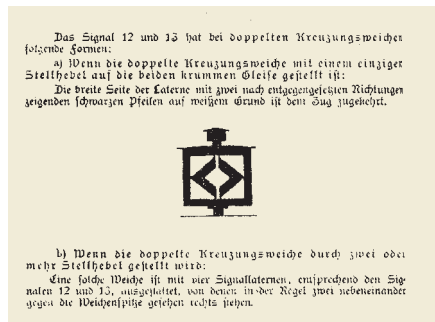 Das Signal 12 und 13 hat bei doppelten Kreuzungsweichen
folgende Formen:
a) Wenn die doppelte Kreuzungsweiche mit einem einziger
Stellhebel auf die beiden krummen Gleise gestellt ist:
Die breite Seite der Laterne mit zwei nach entgegengesetzten Richtungen
zeigenden schwarzen Pfeilen auf weißem Grund ist dem Zug zugekehrt.
b) Wenn die doppelte Kreuzungsweiche durch zwei oder
mehr Stellhebel gestellt wird:
Eine solche Weiche ist mit vier Signallaternen, entsprechend den Sig-
nalen 12 und 13, ausgestattet, von denen in der Regel zwei nebeneinander
gegen die Weichenspitze gesehen rechts stehen.